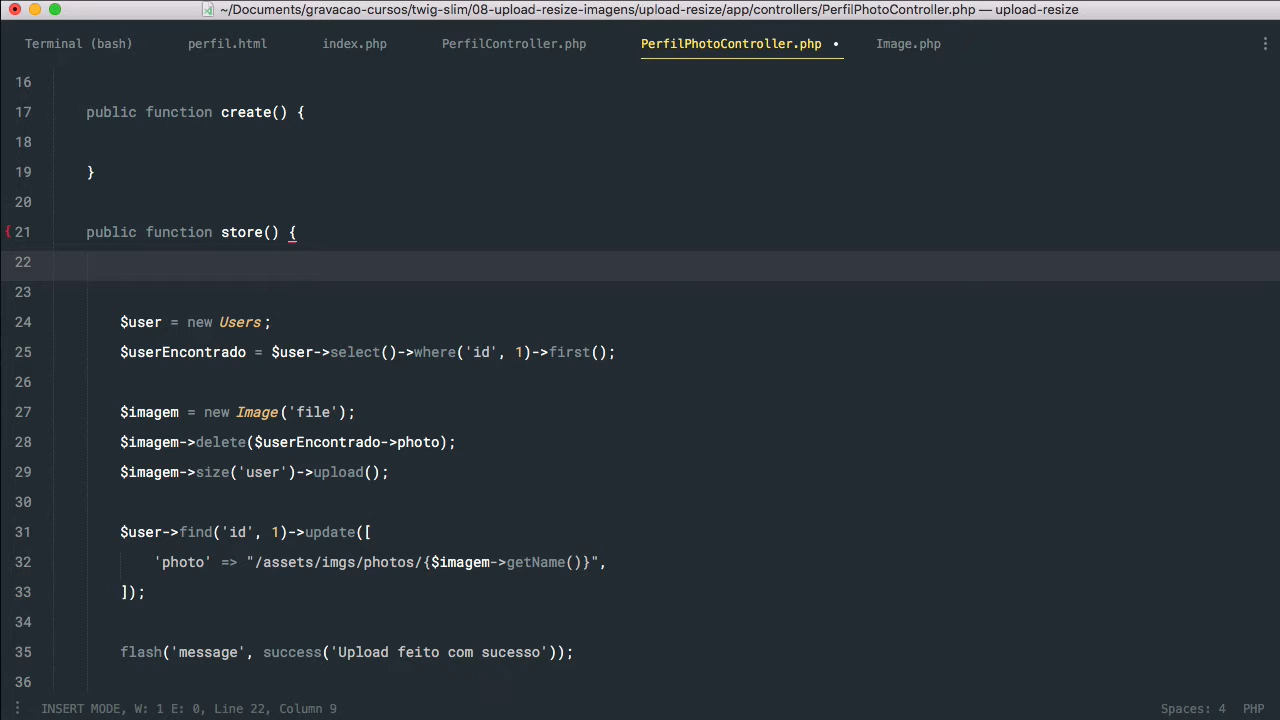 ~/Documents/gravacao-cursos/twig-slim/08-upload-resize-imagens/upload-resize/app/controllers/PerfilPhotoController.php — upload-resize
Terminal (bash) perfil.html index.php PerfilController.php PerfilPhotoController.php • Image.php
16
17 public function create() {
18
19 }
20
{ 21 public function store() {
22
23
24 $user = new Users;
25 $userEncontrado = $user->select()->where('id', 1)->first();
26
27 $imagem = new Image('file');
28 $imagem->delete($userEncontrado->photo);
29 $imagem->size('user')->upload();
30
31 $user->find('id', 1)->update([
32 'photo' => "/assets/imgs/photos/{$imagem->getName()}",
33 ]);
34
35 flash('message', success('Upload feito com sucesso'));
36
INSERT MODE, W: 1 E: 0, Line 22, Column 9 Spaces: 4 PHP